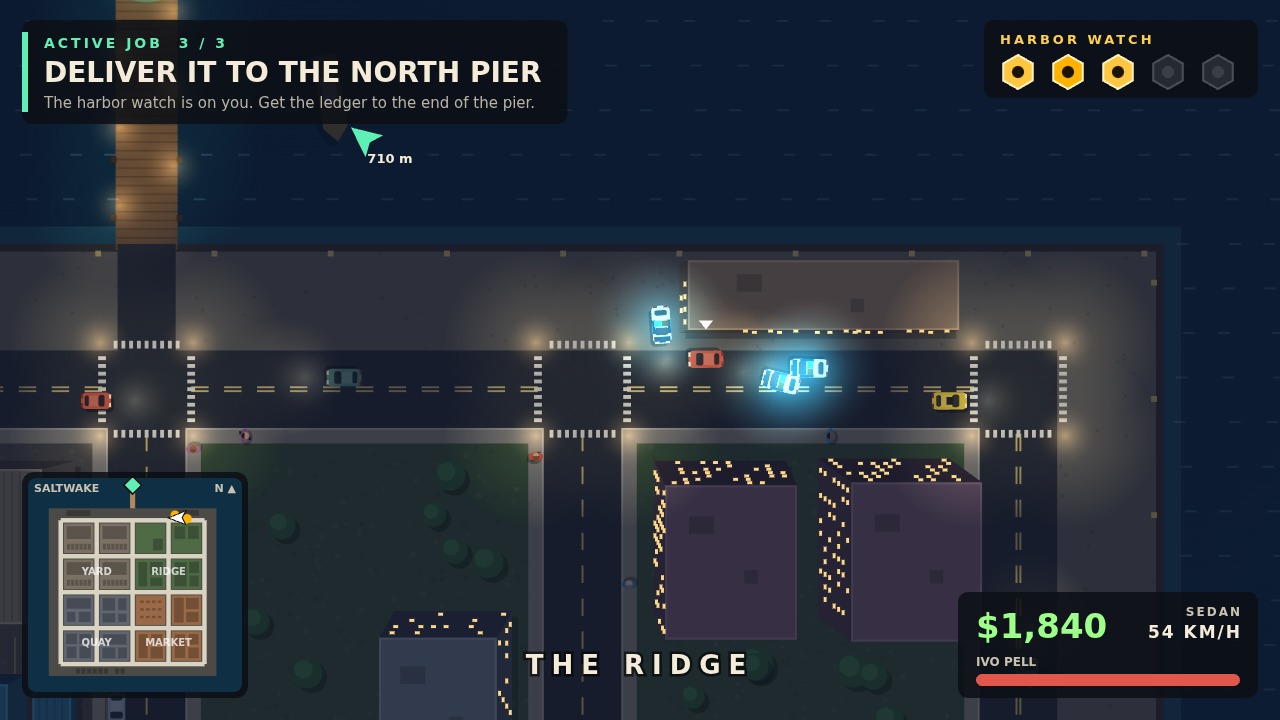 ACTIVE JOB 3 / 3
DELIVER IT TO THE NORTH PIER
The harbor watch is on you. Get the ledger to the end of the pier.
HARBOR WATCH
710 m
SALTWAKE
N ▲
YARD
RIDGE
QUAY
MARKET
THE RIDGE
$1,840
SEDAN
54 KM/H
IVO PELL